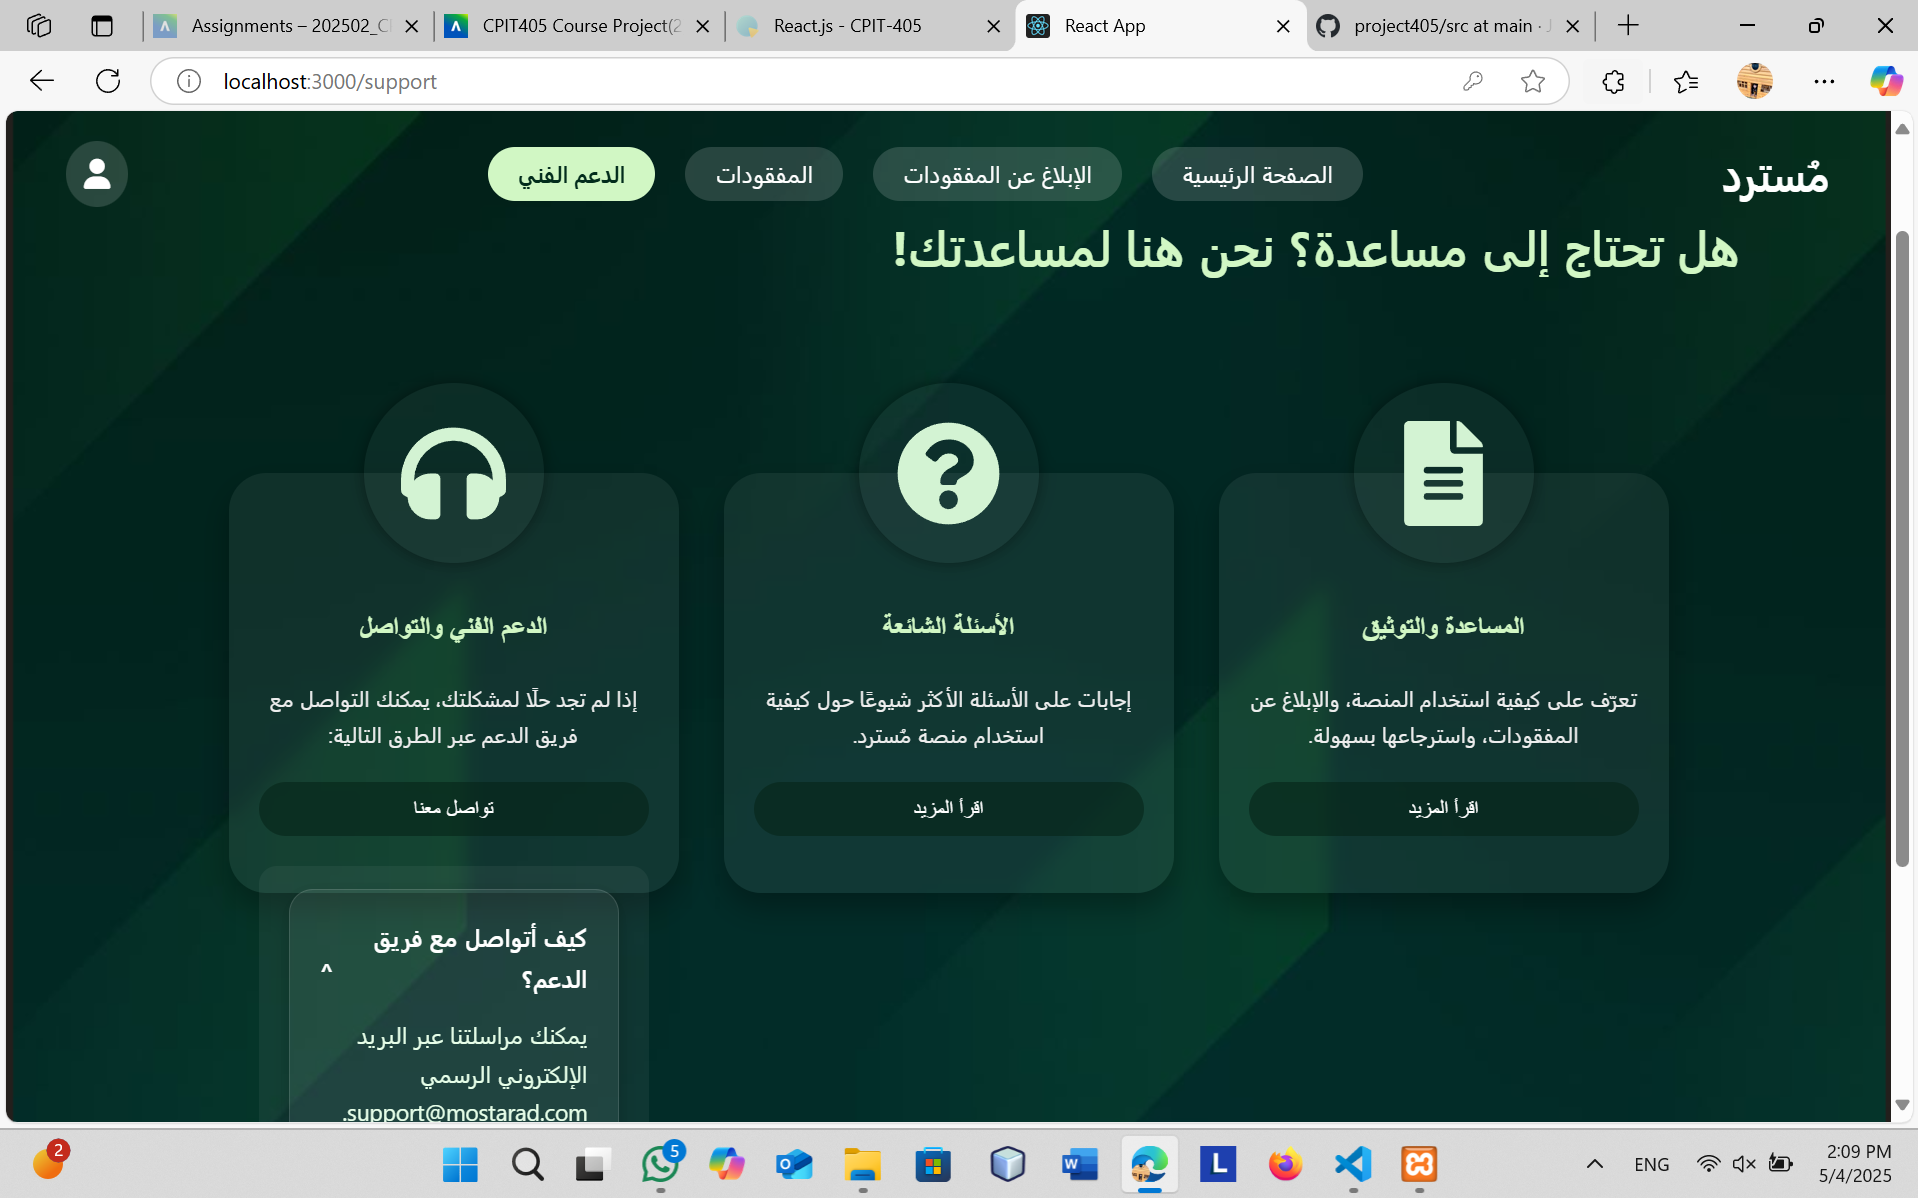 Assignments – 202502_C
CPIT405 Course Project(2
React.js - CPIT-405
React App
project405/src at main ·
localhost:3000/support
مُسترد
الصفحة الرئيسية
الإبلاغ عن المفقودات
المفقودات
الدعم الفني
هل تحتاج إلى مساعدة؟ نحن هنا لمساعدتك!
المساعدة والتوثيق
تعرّف على كيفية استخدام المنصة، والإبلاغ عن
المفقودات، واسترجاعها بسهولة.
اقرأ المزيد
الأسئلة الشائعة
إجابات على الأسئلة الأكثر شيوعًا حول كيفية
استخدام منصة مُسترد.
اقرأ المزيد
الدعم الفني والتواصل
إذا لم تجد حلًا لمشكلتك، يمكنك التواصل مع
فريق الدعم عبر الطرق التالية:
تواصل معنا
كيف أتواصل مع فريق
الدعم؟
^
يمكنك مراسلتنا عبر البريد
الإلكتروني الرسمي
support@mostarad.com.
2
5
ENG
2:09 PM
5/4/2025